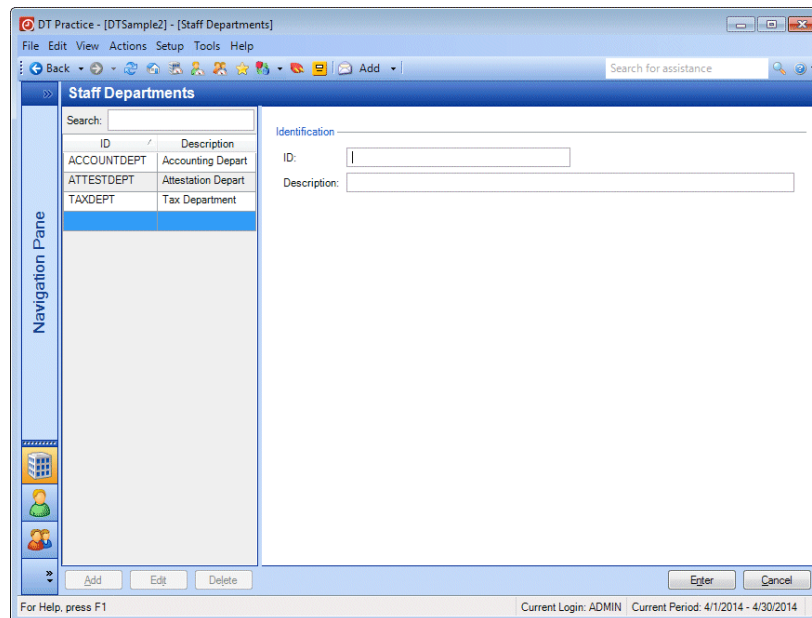 DT Practice - [DTSample2] - [Staff Departments]
File Edit View Actions Setup Tools Help
Back Add Search for assistance
Staff Departments
Search:
ID Description
ACCOUNTDEPT Accounting Depart
ATTESTDEPT Attestation Depart
TAXDEPT Tax Department
Identification
ID:
Description:
Navigation Pane
Add Edit Delete Enter Cancel
For Help, press F1 Current Login: ADMIN Current Period: 4/1/2014 - 4/30/2014